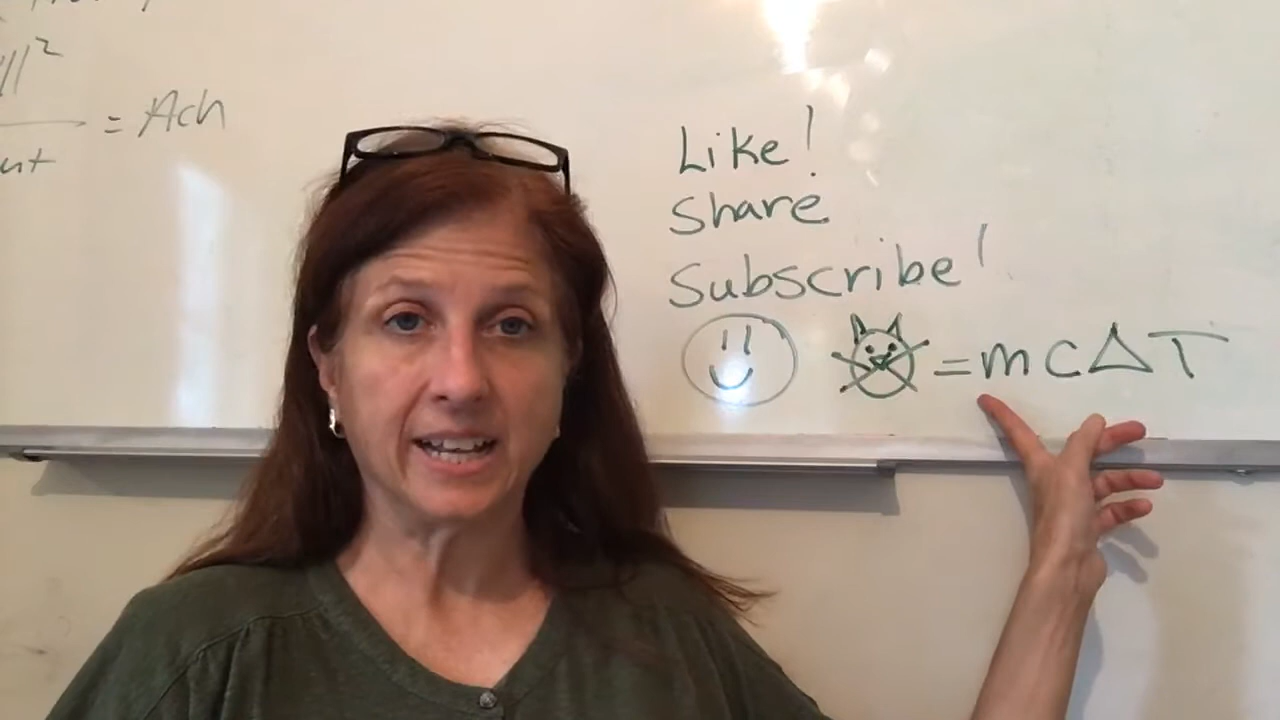 = Ach
Like!
Share
Subscribe!
= mcΔT